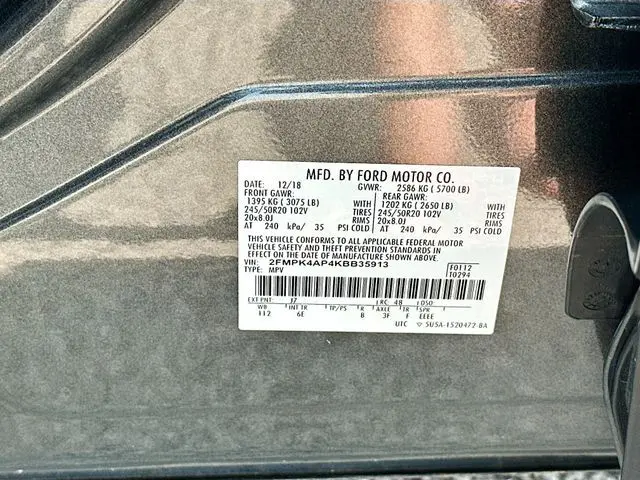 MFD. BY FORD MOTOR CO.
DATE: 12/18 GVWR: 2586 KG ( 5700 LB)
FRONT GAWR: REAR GAWR:
1395 KG ( 3075 LB) WITH 1202 KG ( 2650 LB) WITH
245/50R20 102V TIRES 245/50R20 102V TIRES
20x8.0J RIMS 20x8.0J RIMS
AT 240 kPa/ 35 PSI COLD AT 240 kPa/ 35 PSI COLD
THIS VEHICLE CONFORMS TO ALL APPLICABLE FEDERAL MOTOR
VEHICLE SAFETY AND THEFT PREVENTION STANDARDS
IN EFFECT ON THE DATE OF MANUFACTURE SHOWN ABOVE.
VIN: 2FMPK4AP4KBB35913 F0112
TYPE: MPV T0294
EXT PNT: J7 RC: 48 DSO:
WB INT TR TP/PS R AXLE TR SPR
112 6E B 3F F EEEE
UTC 5U5A-1520472-BA